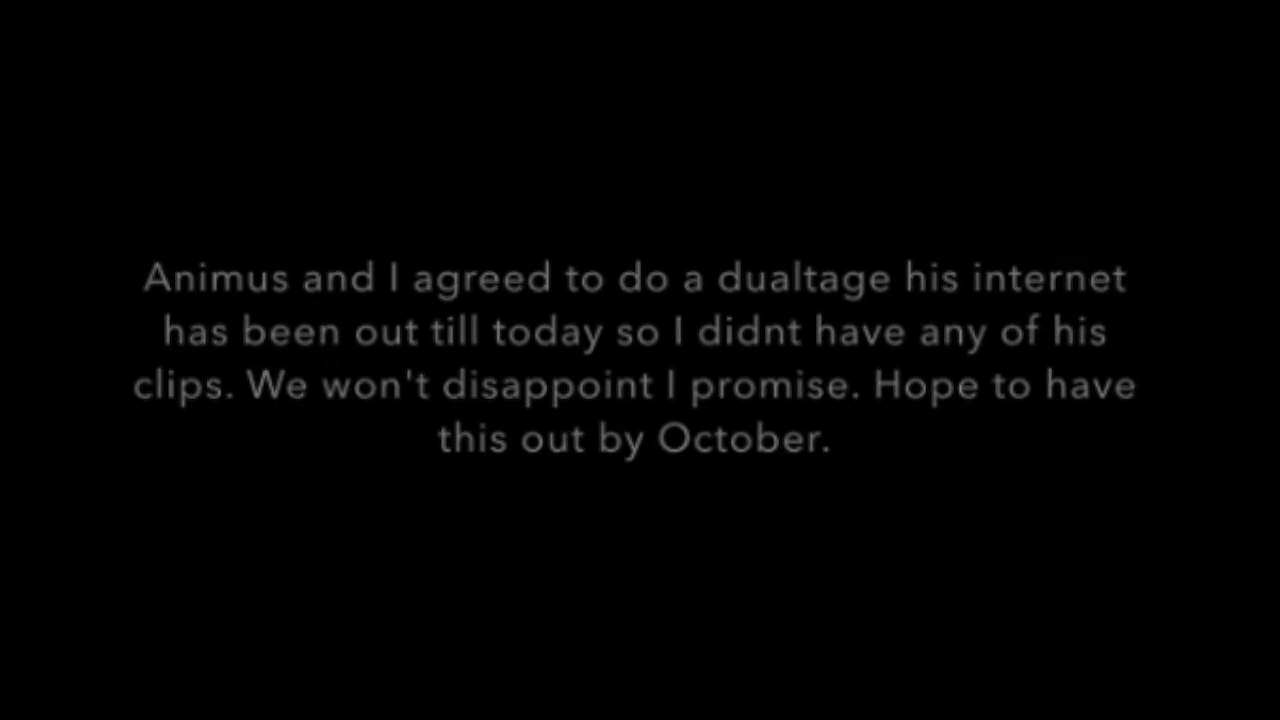 Animus and I agreed to do a dualtage his internet
has been out till today so I didnt have any of his
clips. We won't disappoint I promise. Hope to have
this out by October.